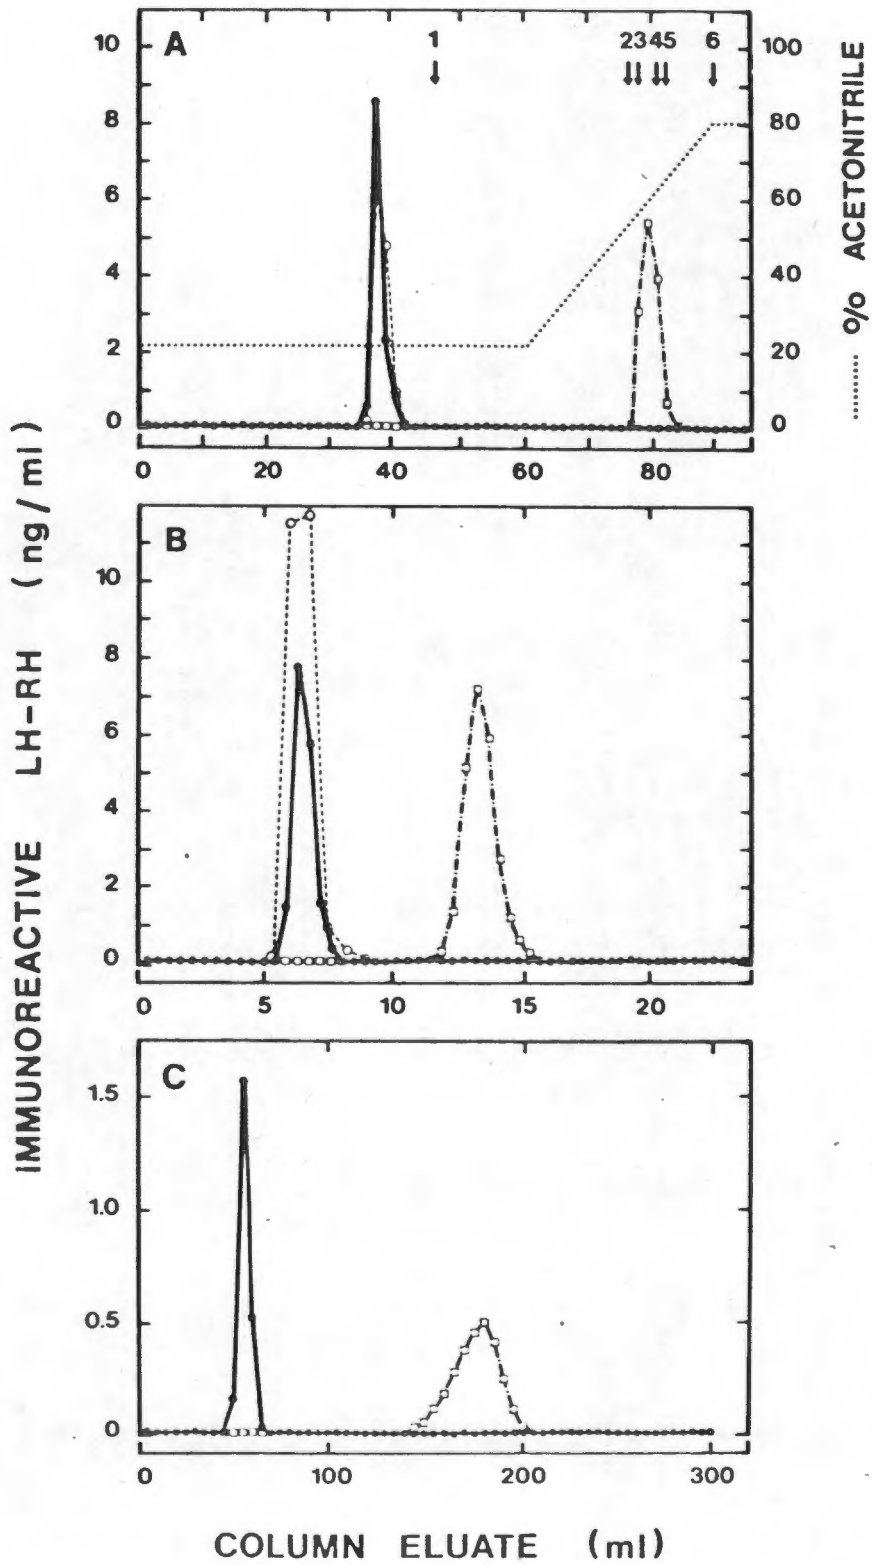 A
1 2345 6
10
8
6
4
2
0
100
80
60
40
20
0
0 20 40 60 80
% ACETONITRILE
B
10
8
6
4
2
0
0 5 10 15 20
C
1.5
1.0
0.5
0
0 100 200 300
IMMUNOREACTIVE LH-RH (ng/ml)
COLUMN ELUATE (ml)